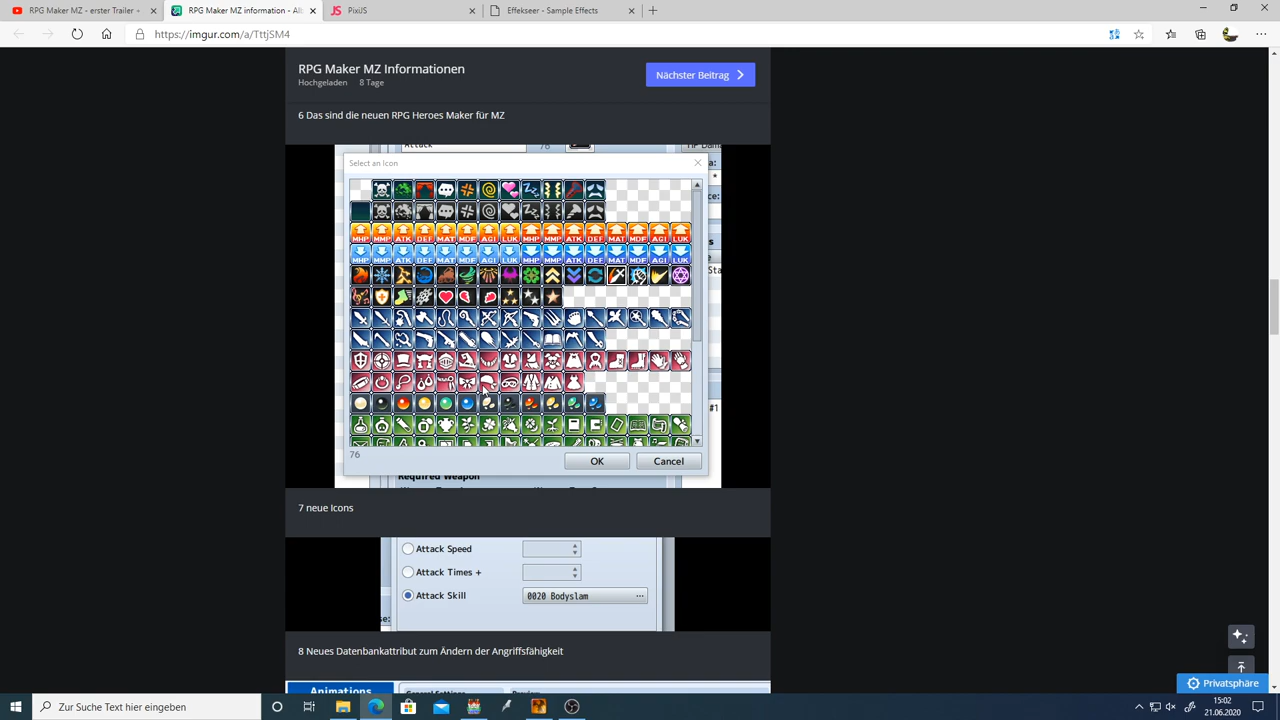 RPG Maker MZ - erster Trailer -
RPG Maker MZ information - Alb
PixiJS
Effekseer - Sample Effects
https://imgur.com/a/TttjSM4
RPG Maker MZ Informationen
Hochgeladen 8 Tage
Nächster Beitrag
6 Das sind die neuen RPG Heroes Maker für MZ
Select an Icon
MHP MMP ATK DEF MAT MDF AGI LUK MHP MMP ATK DEF MAT MDF AGI LUK
MHP MMP ATK DEF MAT MDF AGI LUK MHP MMP ATK DEF MAT MDF AGI LUK
76
OK
Cancel
Required Weapon
7 neue Icons
Attack Speed
Attack Times +
Attack Skill
0020 Bodyslam
8 Neues Datenbankattribut zum Ändern der Angriffsfähigkeit
Animations
General Settings
Preview
Privatsphäre
Zur Suche Text hier eingeben
15:02
21.06.2020